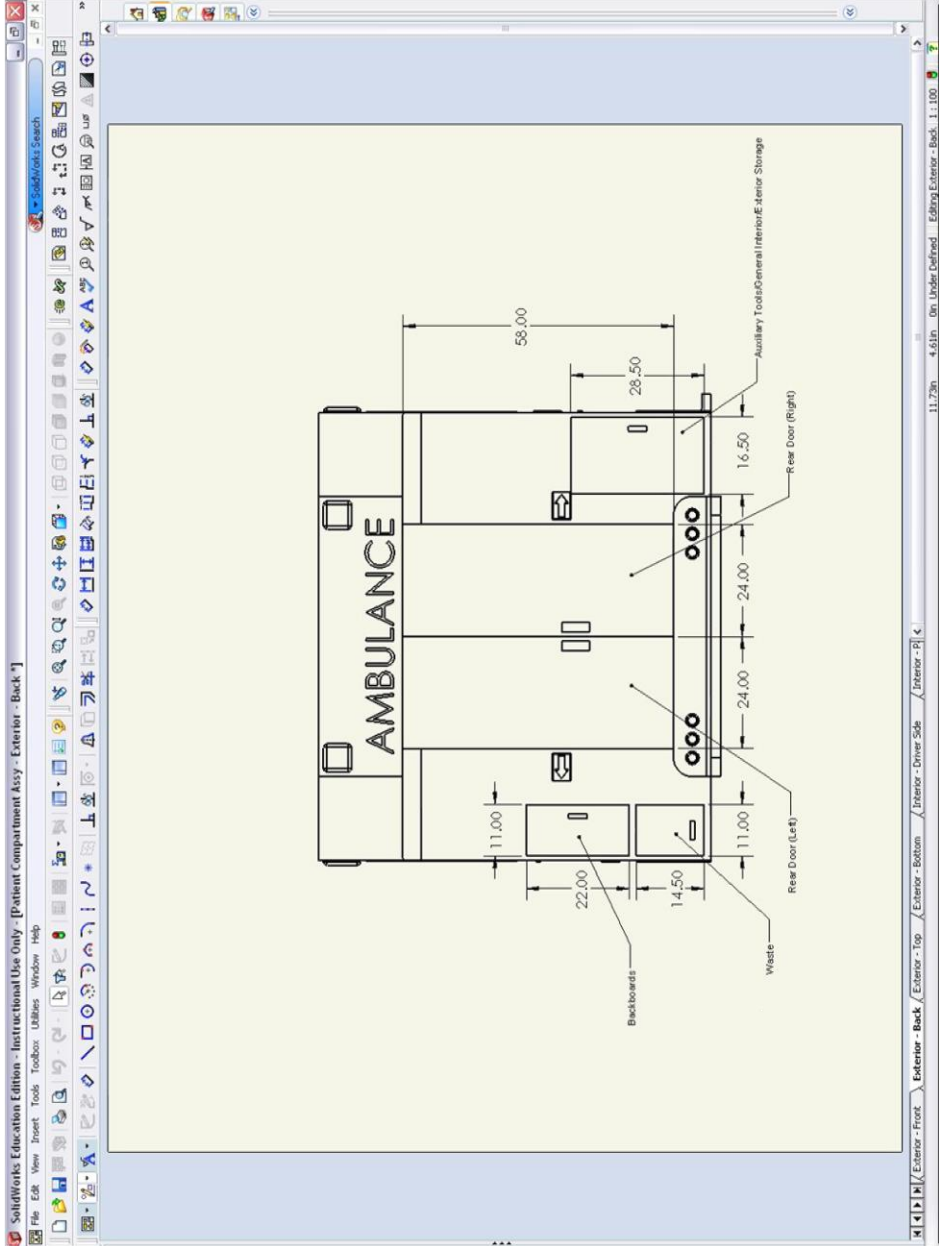 SolidWorks Education Edition - Instructional Use Only - [Patient Compartment Assy - Exterior - Back *]
File Edit View Insert Tools Toolbox Utilities Window Help
SolidWorks Search
AMBULANCE
58.00
28.50
16.50
24.00
24.00
11.00
22.00
14.50
11.00
Backboards
Waste
Rear Door (Left)
Rear Door (Right)
Auxiliary Tools/General Interior/Exterior Storage
Exterior - Front
Exterior - Back
Exterior - Top
Exterior - Bottom
Interior - Driver Side
Interior - P
11.73in 4.61in 0in Under Defined Editing Exterior - Back 1 : 100